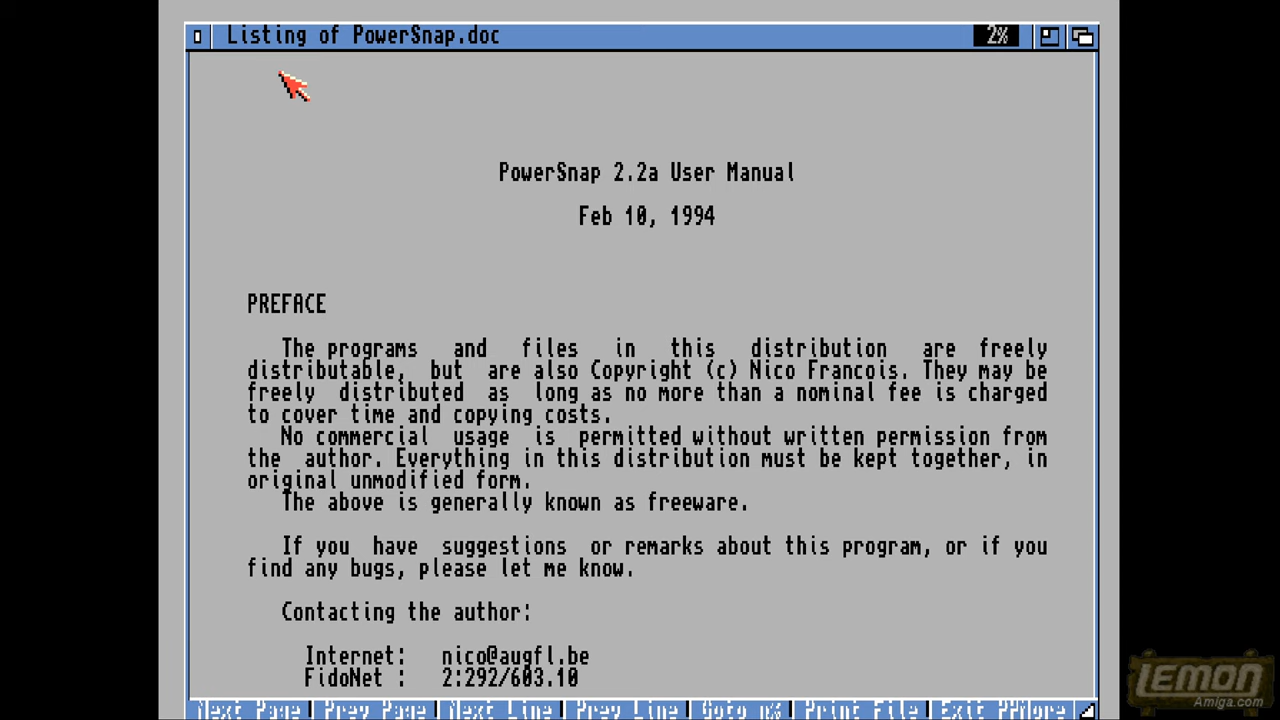 Listing of PowerSnap.doc 2%
PowerSnap 2.2a User Manual
Feb 10, 1994
PREFACE
The programs and files in this distribution are freely
distributable, but are also Copyright (c) Nico Francois. They may be
freely distributed as long as no more than a nominal fee is charged
to cover time and copying costs.
No commercial usage is permitted without written permission from
the author. Everything in this distribution must be kept together, in
original unmodified form.
The above is generally known as freeware.
If you have suggestions or remarks about this program, or if you
find any bugs, please let me know.
Contacting the author:
Internet: nico@augfl.be
FidoNet : 2:292/603.10
Next Page Prev Page Next Line Prev Line Goto n% Print File Exit PPMore
LEMON
Amiga.com